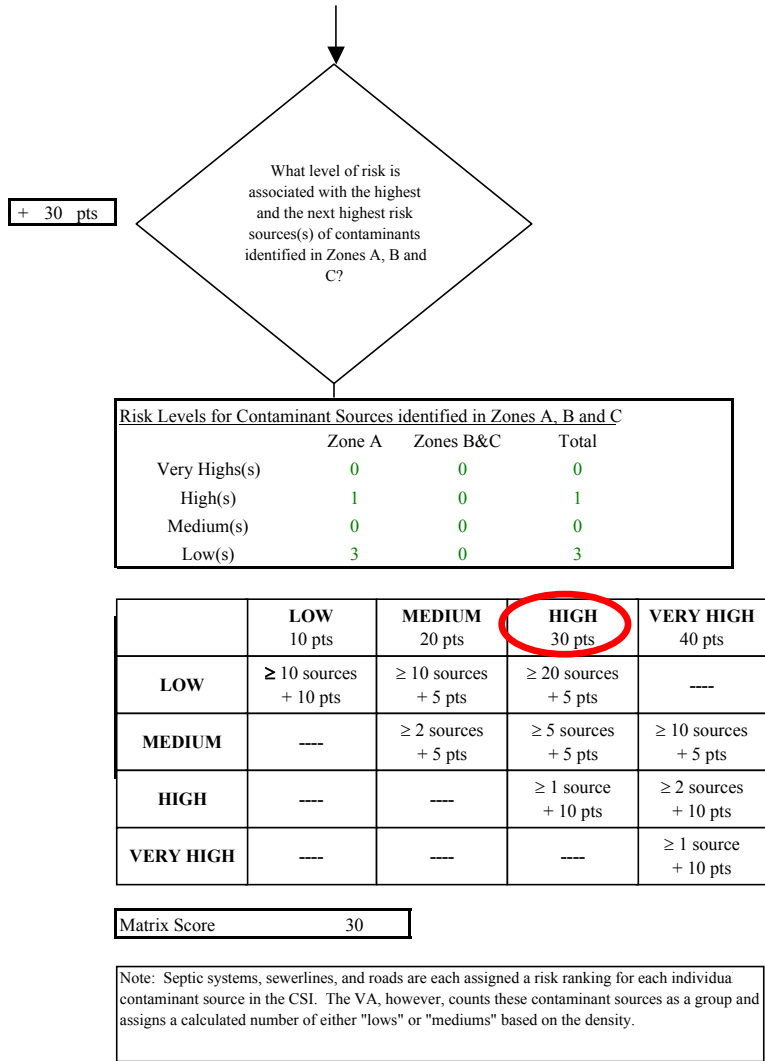 What level of risk is
associated with the highest
and the next highest risk
sources(s) of contaminants
identified in Zones A, B and
C?
+ 30 pts
Risk Levels for Contaminant Sources identified in Zones A, B and C
Zone A Zones B&C Total
Very Highs(s) 0 0 0
High(s) 1 0 1
Medium(s) 0 0 0
Low(s) 3 0 3
LOW MEDIUM HIGH VERY HIGH
10 pts 20 pts 30 pts 40 pts
LOW ≥ 10 sources ≥ 10 sources ≥ 20 sources ----
+ 10 pts + 5 pts + 5 pts
MEDIUM ---- ≥ 2 sources ≥ 5 sources ≥ 10 sources
+ 5 pts + 5 pts + 5 pts
HIGH ---- ---- ≥ 1 source ≥ 2 sources
+ 10 pts + 10 pts
VERY HIGH ---- ---- ---- ≥ 1 source
+ 10 pts
Matrix Score 30
Note: Septic systems, sewerlines, and roads are each assigned a risk ranking for each individua
contaminant source in the CSI. The VA, however, counts these contaminant sources as a group and
assigns a calculated number of either "lows" or "mediums" based on the density.